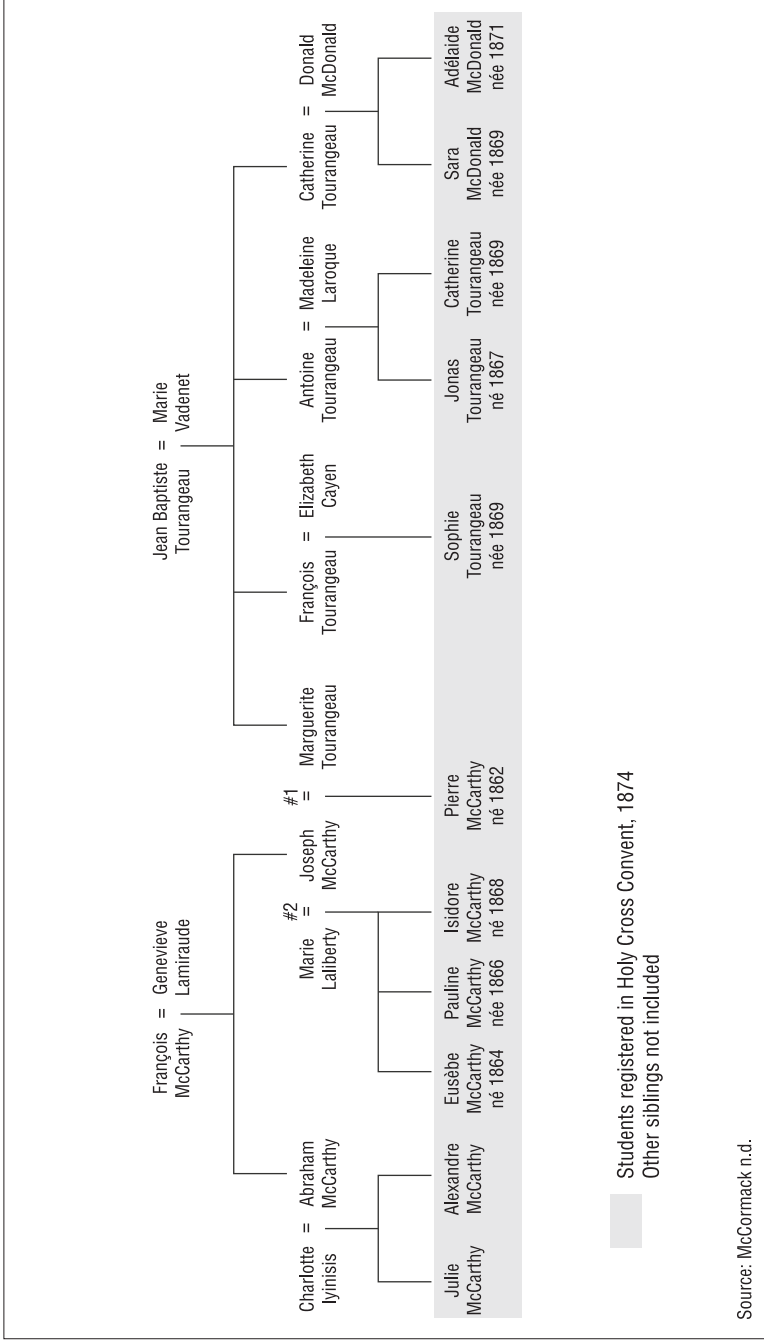 François = Genevieve
McCarthy Lamiraude
Jean Baptiste = Marie
Tourangeau Vadenet
Charlotte = Abraham
Iyinisis McCarthy
#2
Marie = Joseph
Laliberty McCarthy
#1
=
Marguerite
Tourangeau
François = Elizabeth
Tourangeau Cayen
Antoine = Madeleine
Tourangeau Laroque
Catherine = Donald
Tourangeau McDonald
Julie
McCarthy
Alexandre
McCarthy
Eusèbe
McCarthy
né 1864
Pauline
McCarthy
née 1866
Isidore
McCarthy
né 1868
Pierre
McCarthy
né 1862
Sophie
Tourangeau
née 1869
Jonas
Tourangeau
né 1867
Catherine
Tourangeau
née 1869
Sara
McDonald
née 1869
Adélaide
McDonald
née 1871
Students registered in Holy Cross Convent, 1874
Other siblings not included
Source: McCormack n.d.